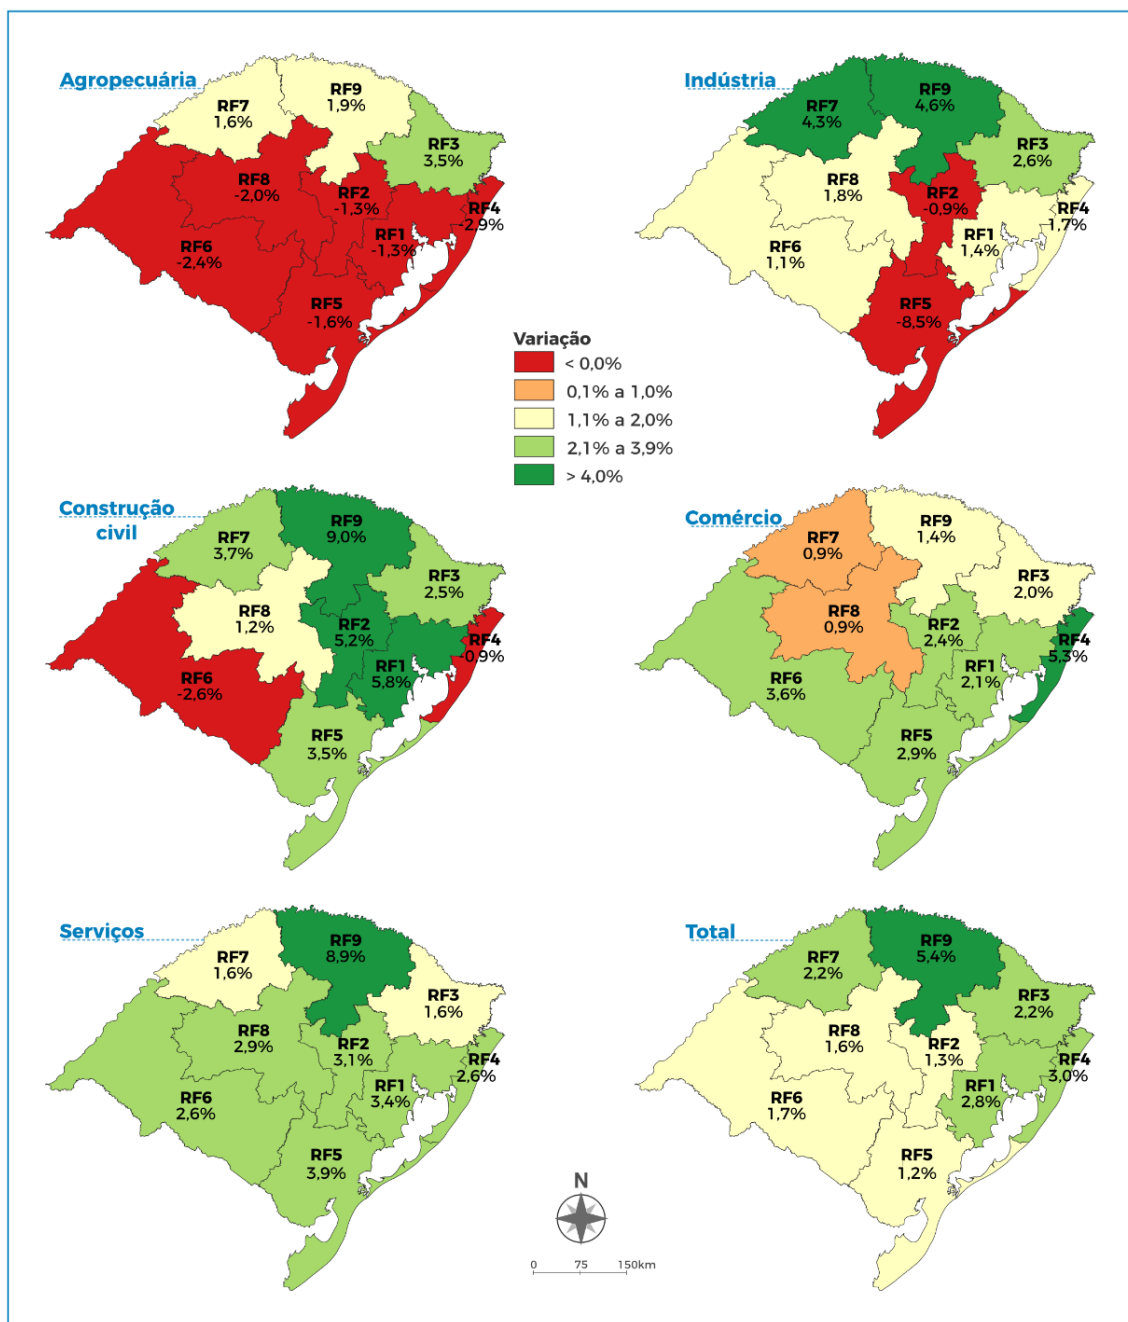 Agropecuária
RF7
1,6%
RF9
1,9%
RF3
3,5%
RF8
-2,0%
RF2
-1,3%
RF4
-2,9%
RF1
-1,3%
RF6
-2,4%
RF5
-1,6%
Indústria
RF7
4,3%
RF9
4,6%
RF3
2,6%
RF8
1,8%
RF2
-0,9%
RF4
1,7%
RF1
1,4%
RF6
1,1%
RF5
-8,5%
Variação
< 0,0%
0,1% a 1,0%
1,1% a 2,0%
2,1% a 3,9%
> 4,0%
Construção
civil
RF7
3,7%
RF9
9,0%
RF3
2,5%
RF8
1,2%
RF2
5,2%
RF4
-0,9%
RF1
5,8%
RF6
-2,6%
RF5
3,5%
Comércio
RF7
0,9%
RF9
1,4%
RF3
2,0%
RF8
0,9%
RF2
2,4%
RF4
5,3%
RF1
2,1%
RF6
3,6%
RF5
2,9%
Serviços
RF7
1,6%
RF9
8,9%
RF3
1,6%
RF8
2,9%
RF2
3,1%
RF4
2,6%
RF1
3,4%
RF6
2,6%
RF5
3,9%
Total
RF7
2,2%
RF9
5,4%
RF3
2,2%
RF8
1,6%
RF2
1,3%
RF4
3,0%
RF1
2,8%
RF6
1,7%
RF5
1,2%
N
0 75 150km